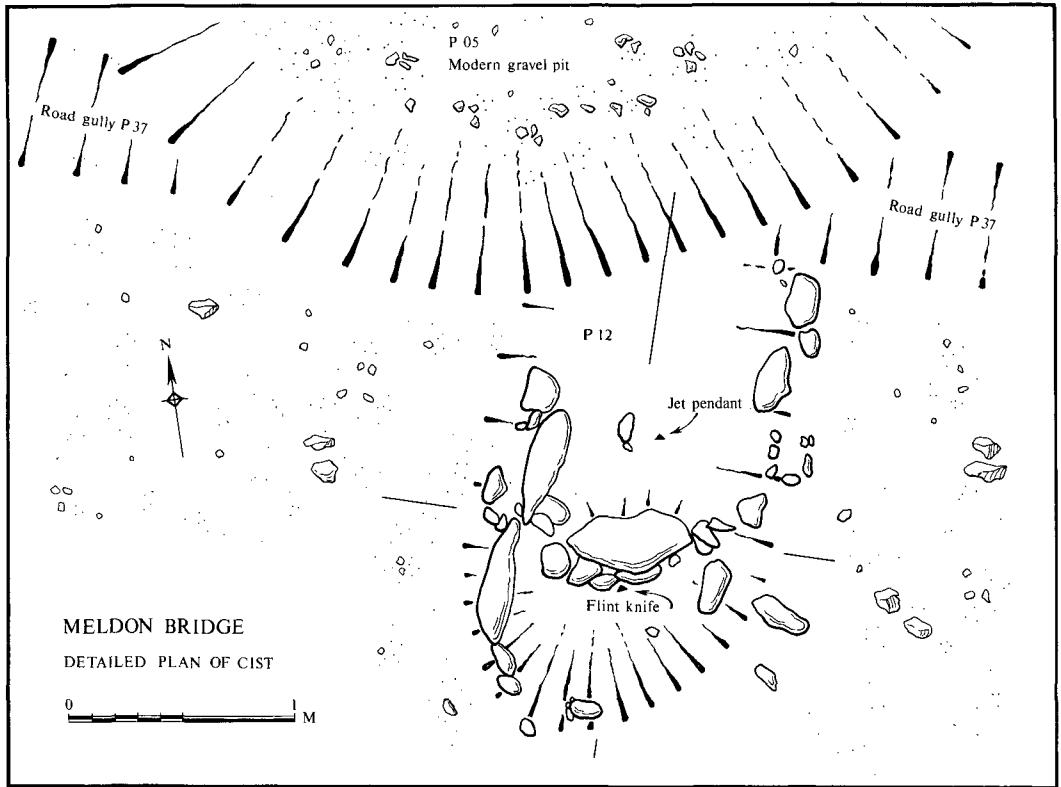 P 05
Modern gravel pit
Road gully P 37
Road gully P 37
P 12
N
Jet pendant
Flint knife
MELDON BRIDGE
DETAILED PLAN OF CIST
0 1
M